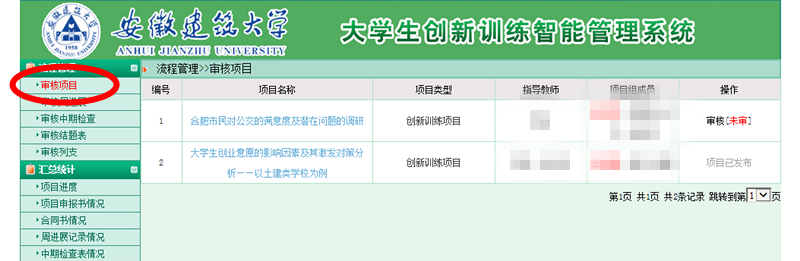 安徽建筑大学
ANHUI JIANZHU UNIVERSITY
1958
大学生创新训练智能管理系统
流程管理
审核项目
审核周进展
审核中期检查
审核结题表
审核列支
汇总统计
项目进度
项目申报书情况
合同书情况
周进展记录情况
中期检查表情况
流程管理>>审核项目
编号 项目名称 项目类型 指导教师 项目组成员 操作
1 合肥市民对公交的满意度及潜在问题的调研 创新训练项目 审核[未审]
2 大学生创业意愿的影响因素及其激发对策分 创新训练项目 项目已发布
析——以土建类学校为例
第1页 共1页 共2条记录 跳转到第1页